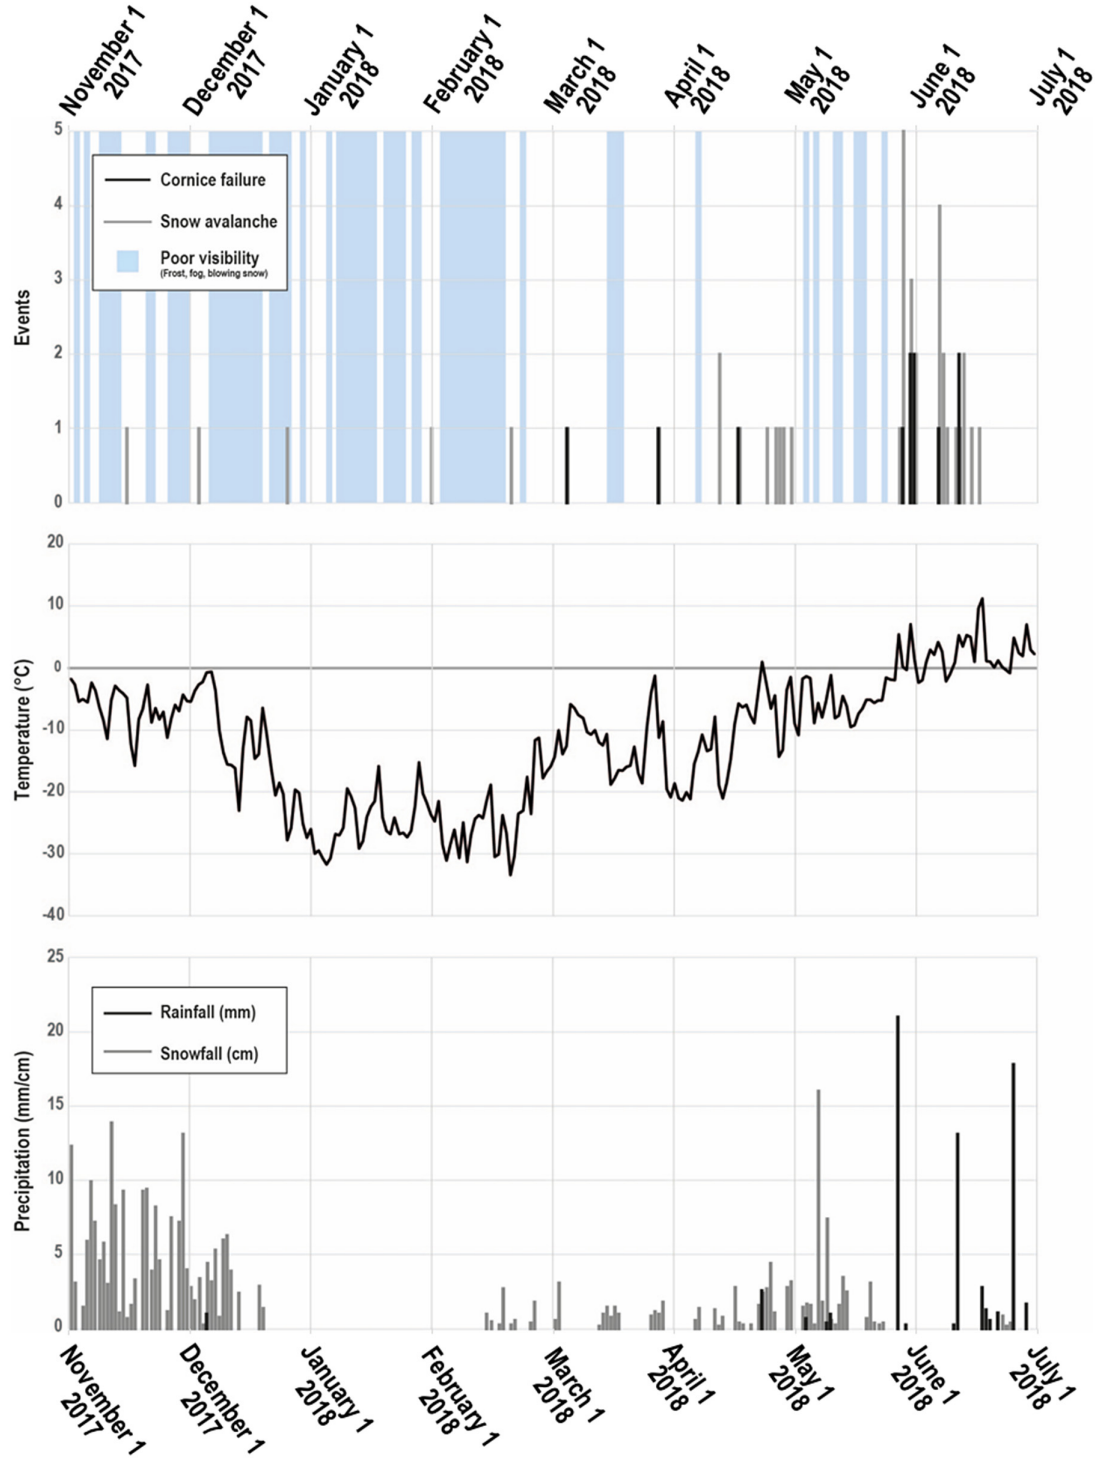 November 1
2017
December 1
2017
January 1
2018
February 1
2018
March 1
2018
April 1
2018
May 1
2018
June 1
2018
July 1
2018
5
4
3
2
1
0
Events
Cornice failure
Snow avalanche
Poor visibility
(Frost, fog, blowing snow)
20
10
0
-10
-20
-30
-40
Temperature (°C)
25
20
15
10
5
0
Precipitation (mm/cm)
Rainfall (mm)
Snowfall (cm)
November 1
2017
December 1
2017
January 1
2018
February 1
2018
March 1
2018
April 1
2018
May 1
2018
June 1
2018
July 1
2018